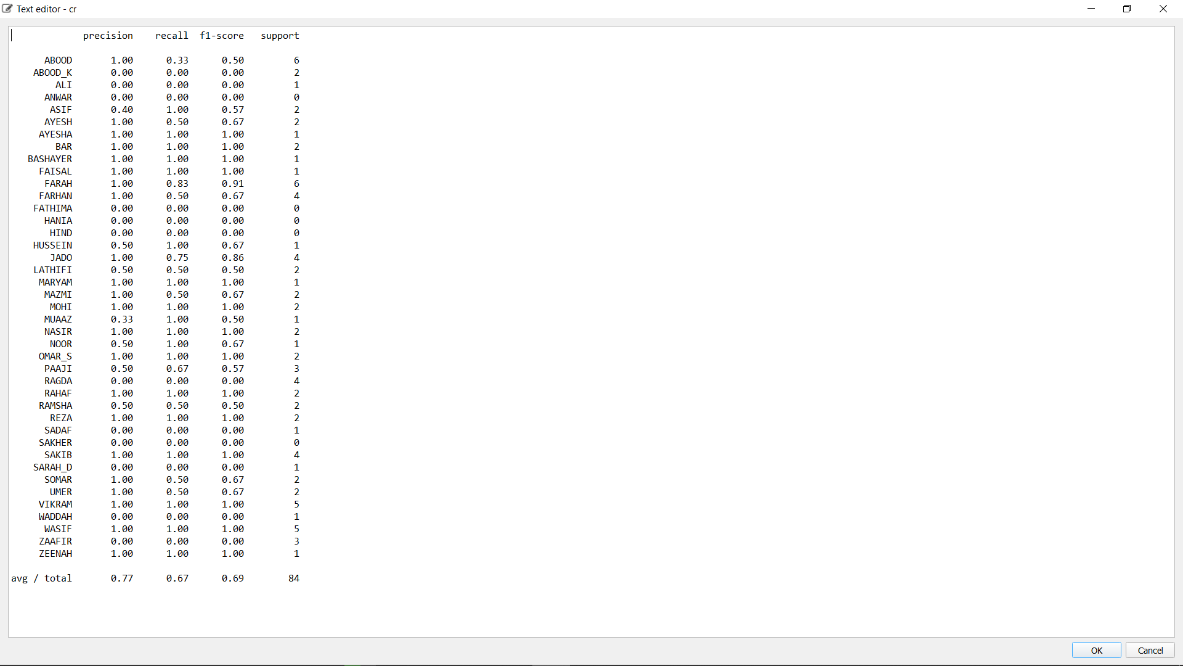 Text editor - cr
precision recall f1-score support
ABOOD 1.00 0.33 0.50 6
ABOOD_K 0.00 0.00 0.00 2
ALI 0.00 0.00 0.00 1
ANWAR 0.00 0.00 0.00 0
ASIF 0.40 1.00 0.57 2
AYESH 1.00 0.50 0.67 2
AYESHA 1.00 1.00 1.00 1
BAR 1.00 1.00 1.00 2
BASHAYER 1.00 1.00 1.00 1
FAISAL 1.00 1.00 1.00 1
FARAH 1.00 0.83 0.91 6
FARHAN 1.00 0.50 0.67 4
FATHIMA 0.00 0.00 0.00 0
HANIA 0.00 0.00 0.00 0
HIND 0.00 0.00 0.00 0
HUSSEIN 0.50 1.00 0.67 1
JADO 1.00 0.75 0.86 4
LATHIFI 0.50 0.50 0.50 2
MARYAM 1.00 1.00 1.00 1
MAZMI 1.00 0.50 0.67 2
MOHI 1.00 1.00 1.00 2
MUAAZ 0.33 1.00 0.50 1
NASIR 1.00 1.00 1.00 2
NOOR 0.50 1.00 0.67 1
OMAR_S 1.00 1.00 1.00 2
PAAJI 0.50 0.67 0.57 3
RAGDA 0.00 0.00 0.00 4
RAHAF 1.00 1.00 1.00 2
RAMSHA 0.50 0.50 0.50 2
REZA 1.00 1.00 1.00 2
SADAF 0.00 0.00 0.00 1
SAKHER 0.00 0.00 0.00 0
SAKIB 1.00 1.00 1.00 4
SARAH_D 0.00 0.00 0.00 1
SOMAR 1.00 0.50 0.67 2
UMER 1.00 0.50 0.67 2
VIKRAM 1.00 1.00 1.00 5
WADDAH 0.00 0.00 0.00 1
WASIF 1.00 1.00 1.00 5
ZAAFIR 0.00 0.00 0.00 3
ZEENAH 1.00 1.00 1.00 1
avg / total 0.77 0.67 0.69 84
OK Cancel